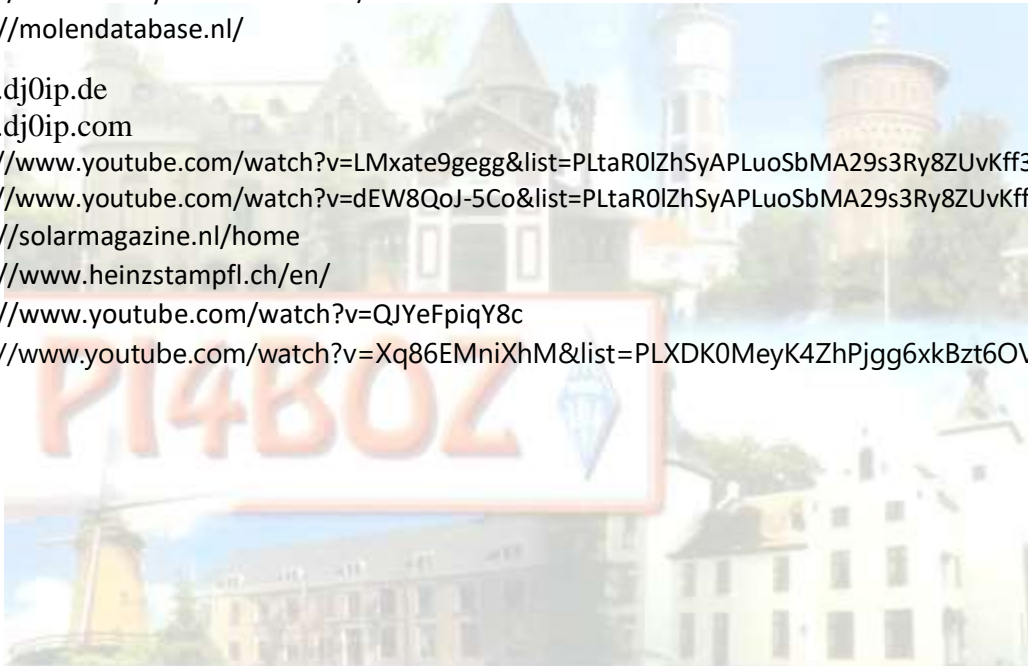 //molendatabase.nl/
.dj0ip.de
.dj0ip.com
//www.youtube.com/watch?v=LMxate9gegg&list=PLtaR0lZhSyAPLuoSbMA29s3Ry8ZUvKff3
//www.youtube.com/watch?v=dEW8QoJ-5Co&list=PLtaR0lZhSyAPLuoSbMA29s3Ry8ZUvKff
//solarmagazine.nl/home
//www.heinzstampfl.ch/en/
//www.youtube.com/watch?v=QJYeFpiqY8c
//www.youtube.com/watch?v=Xq86EMniXhM&list=PLXDK0MeyK4ZhPjgg6xkBzt6OV
PI4BOZ